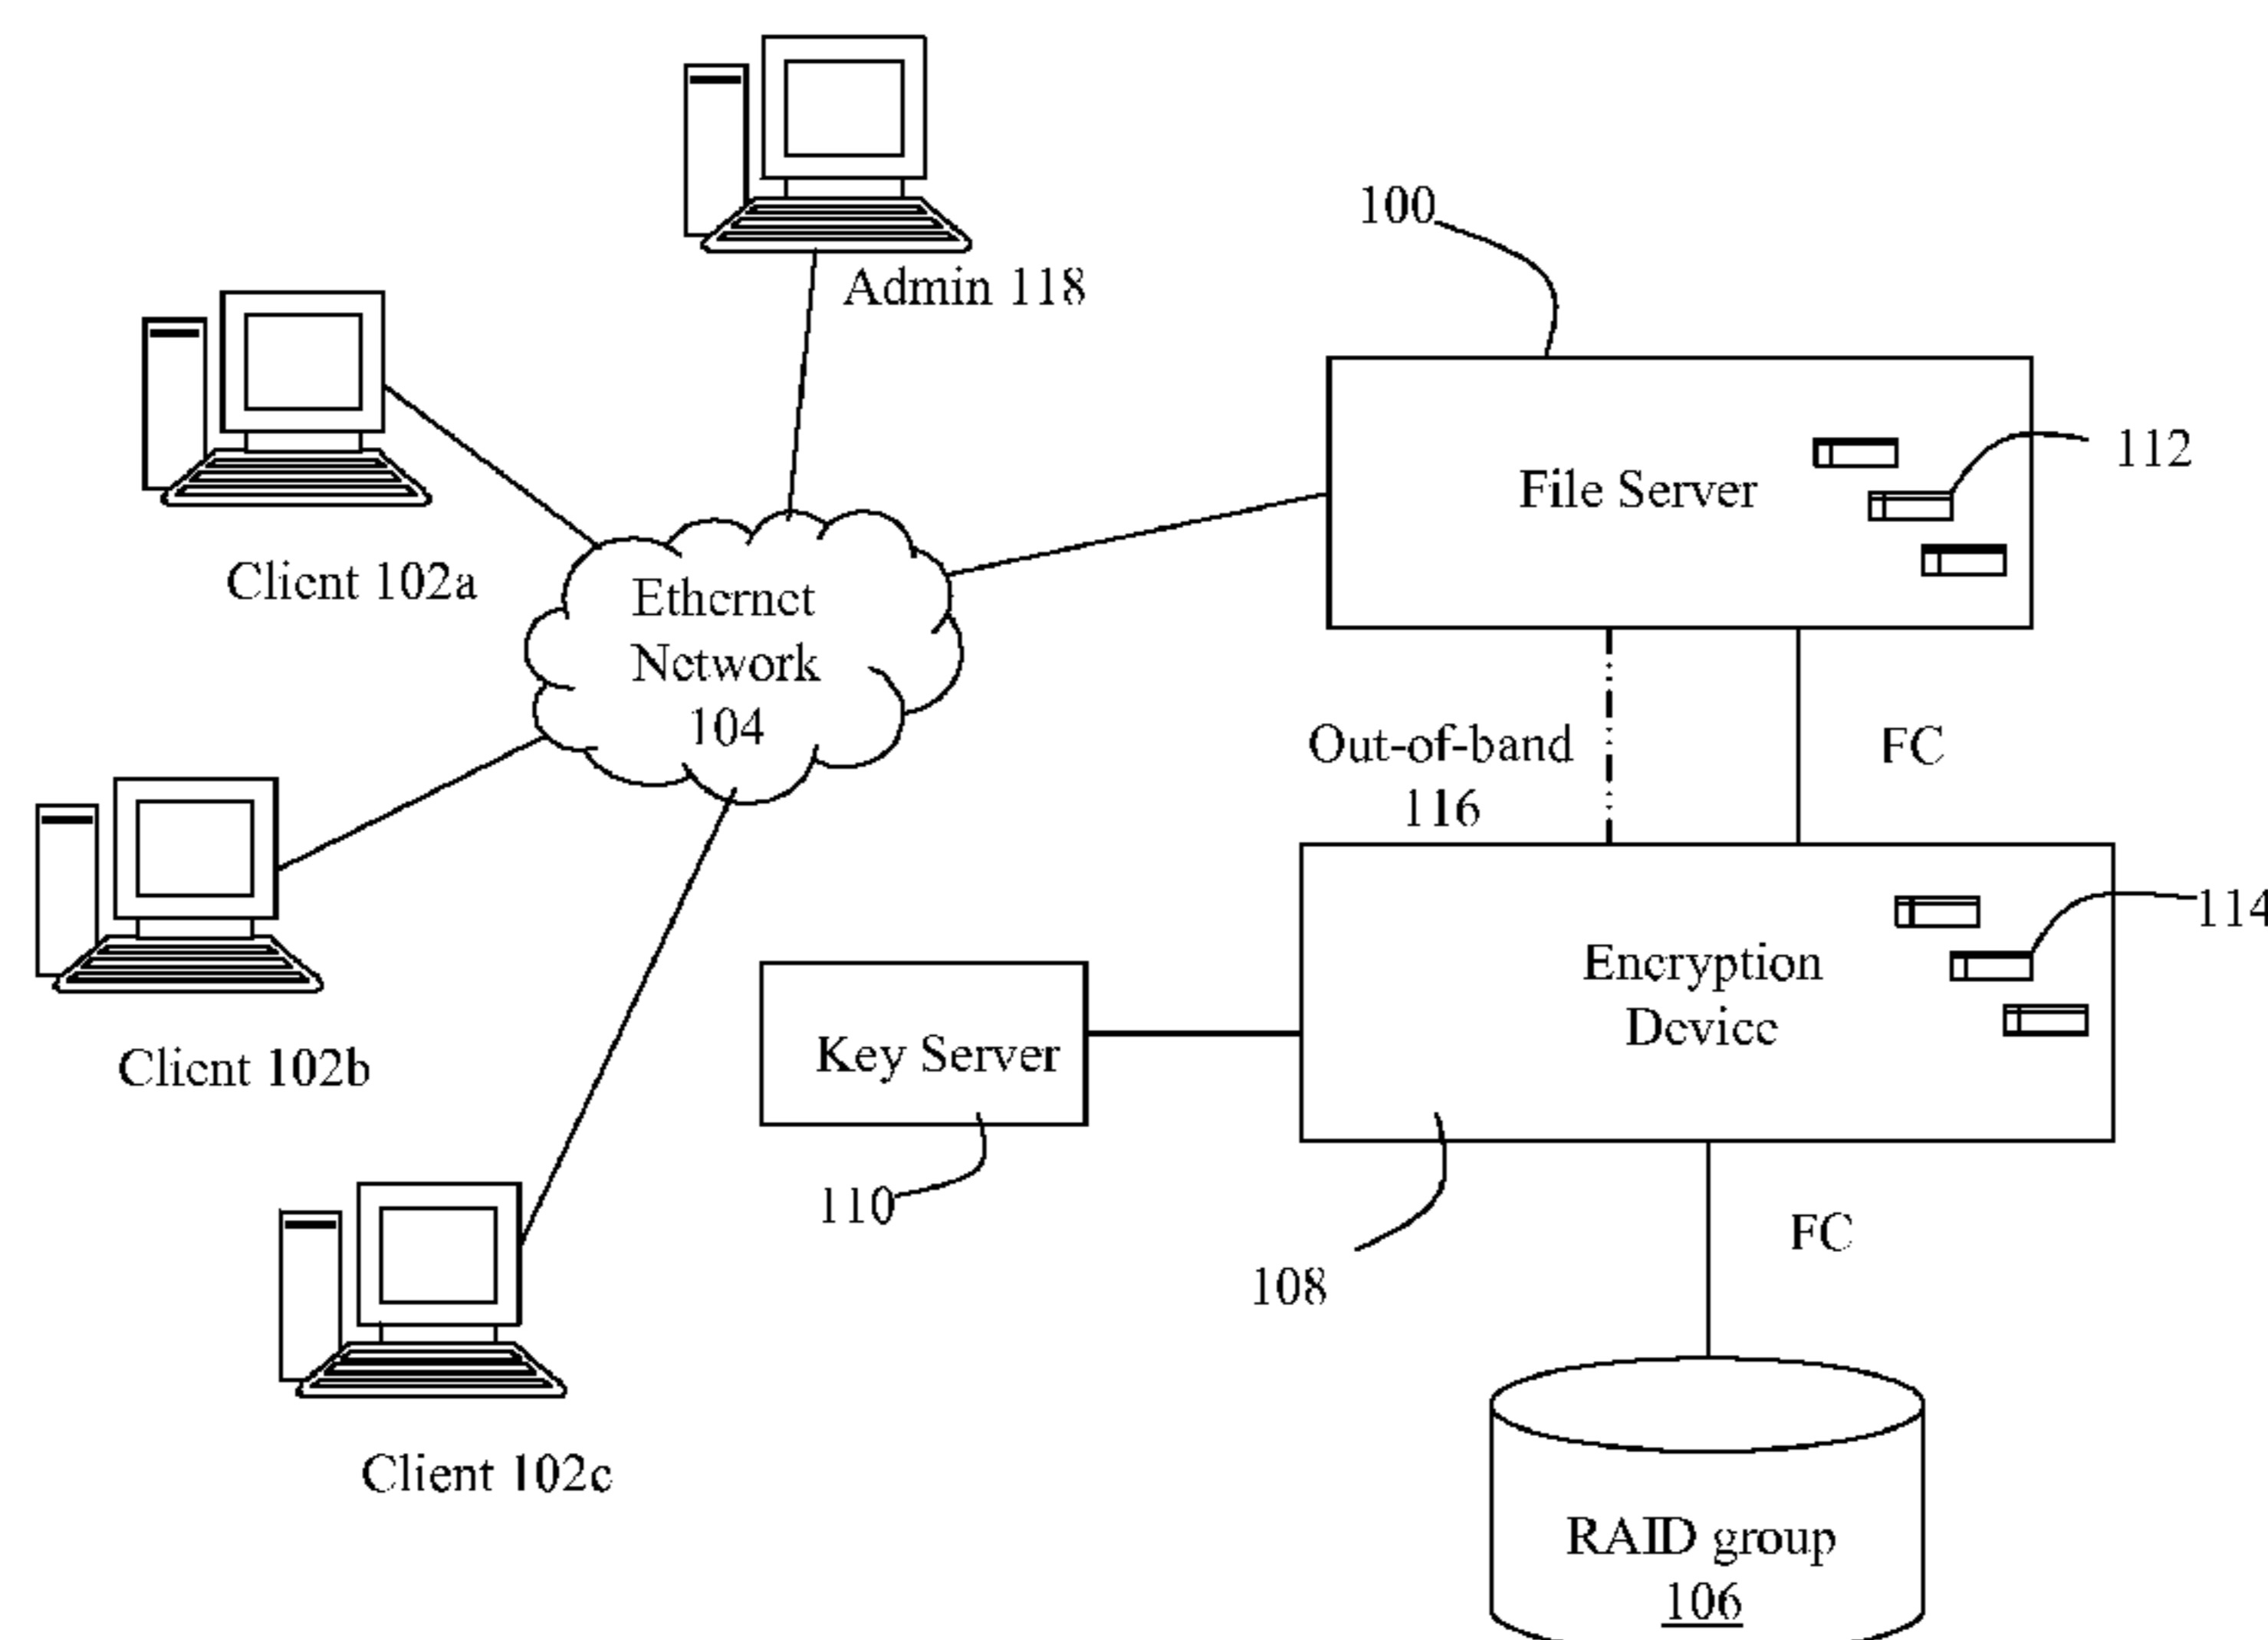 Admin 118
100
112
File Server
Client 102a
Ethernet
Network
104
Out-of-band
116
FC
114
Encryption
Device
Key Server
Client 102b
110
108
FC
Client 102c
RAID group
106